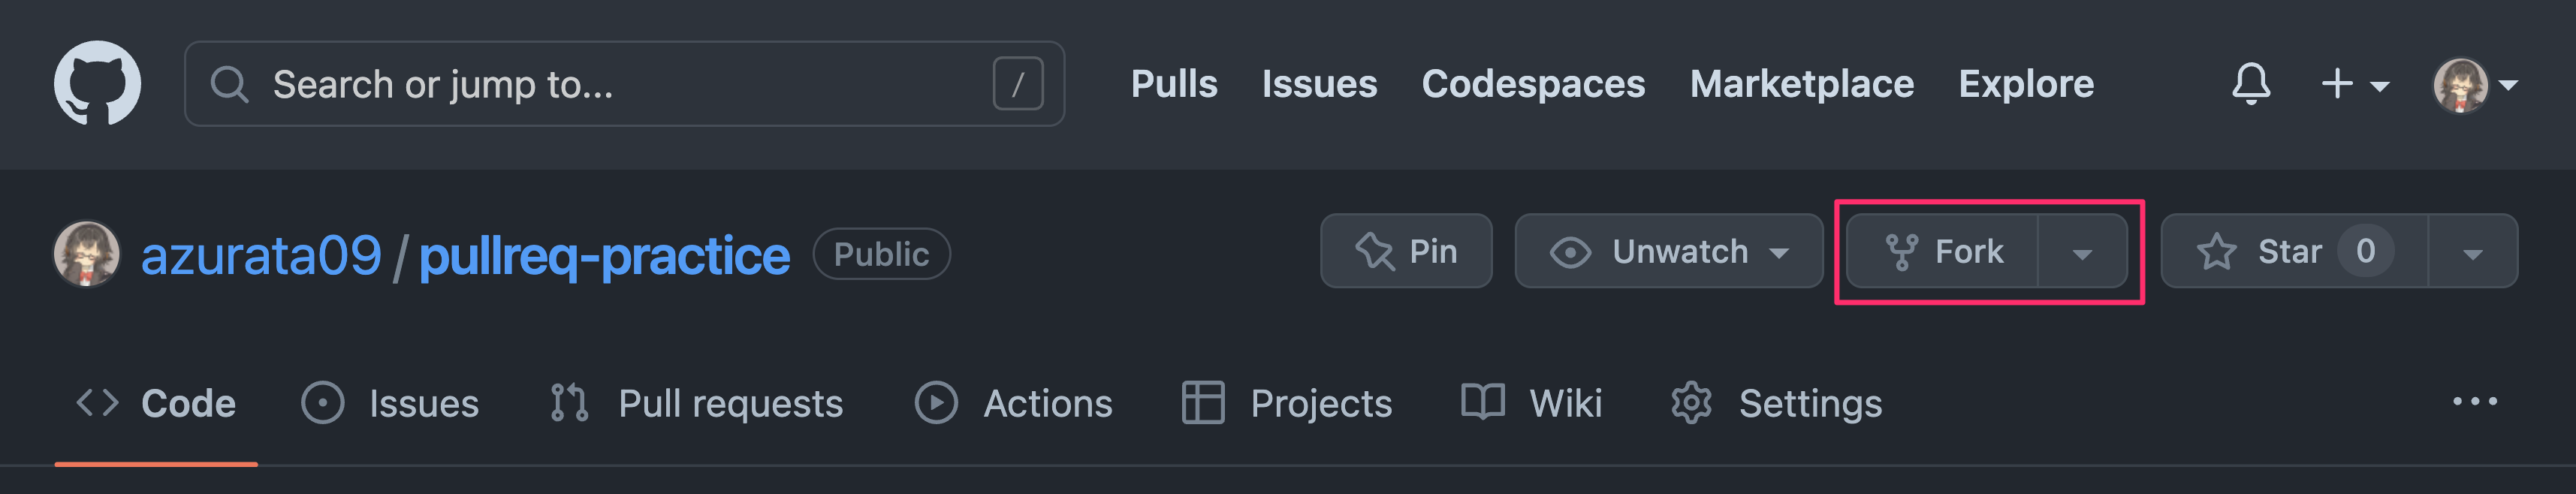 Search or jump to... / Pulls Issues Codespaces Marketplace Explore
azurata09/pullreq-practice Public Pin Unwatch Fork Star 0
Code Issues Pull requests Actions Projects Wiki Settings